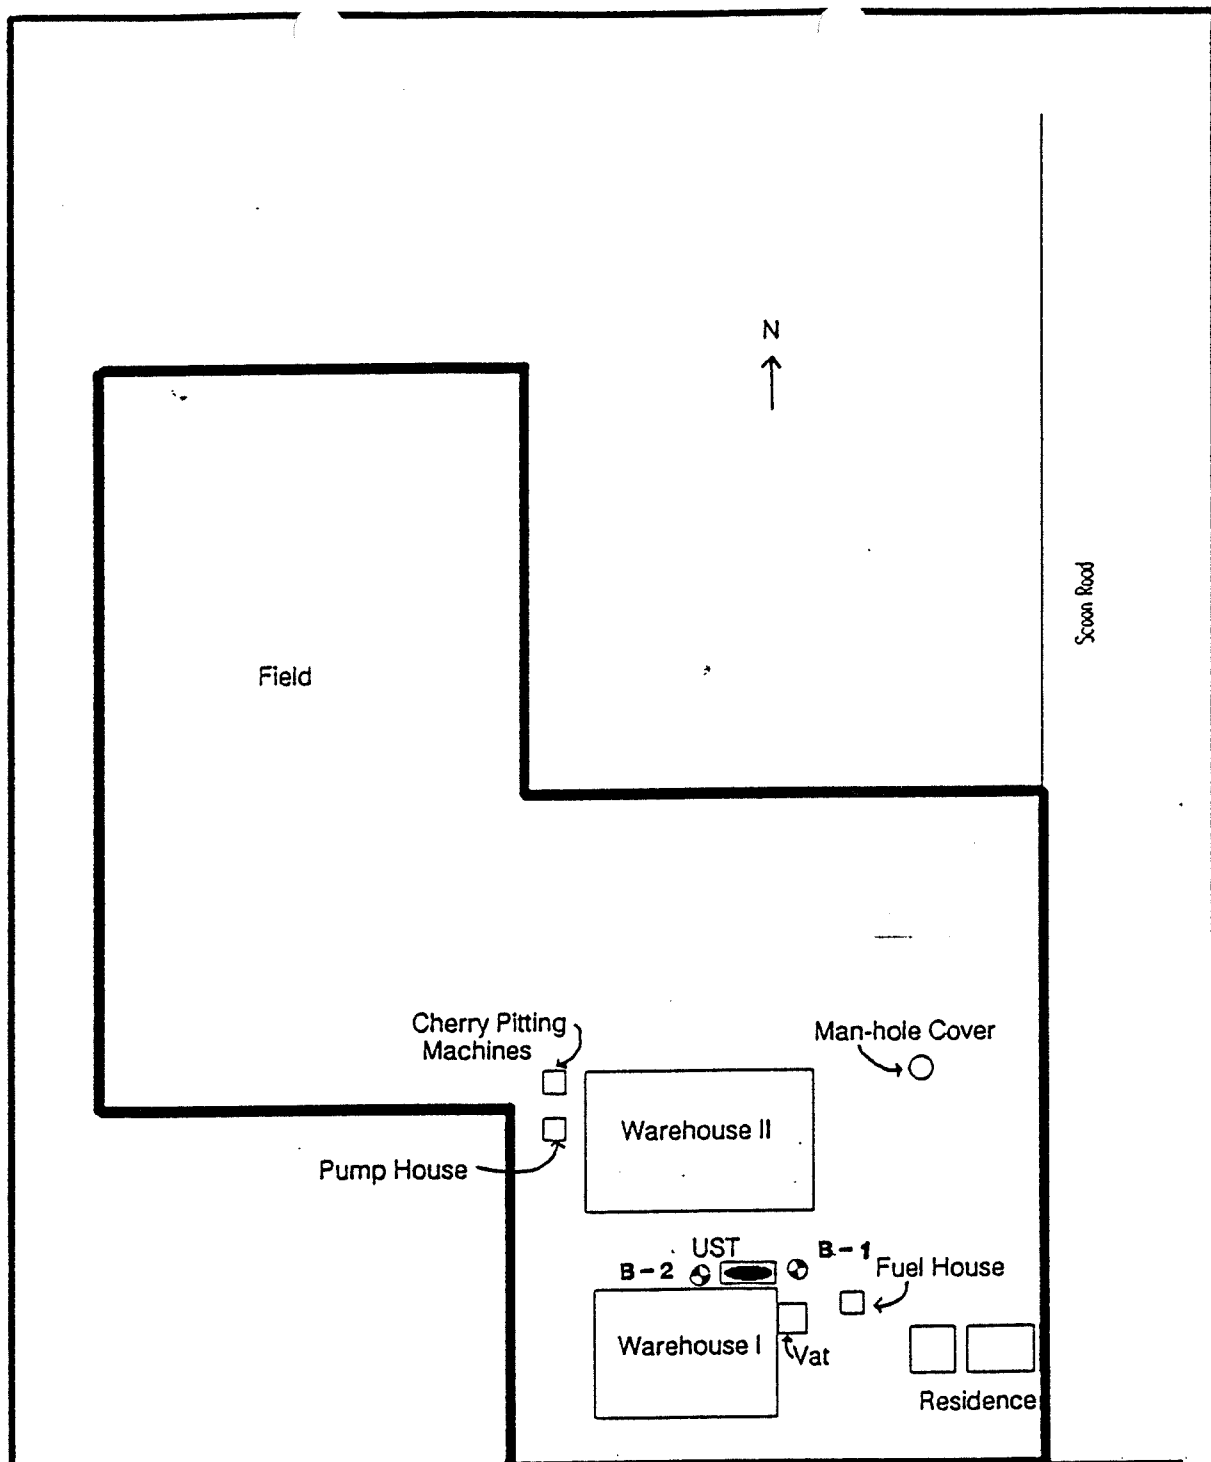 N
Scoon Road
Field
Cherry Pitting
Machines
Man-hole Cover
Warehouse II
Pump House
UST
B-1
B-2
Fuel House
Warehouse I
Vat
Residence